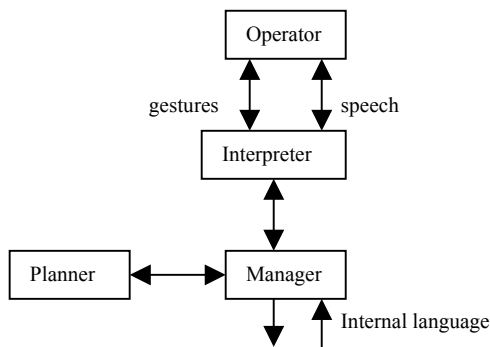 Operator
gestures
speech
Interpreter
Planner
Manager
Internal language